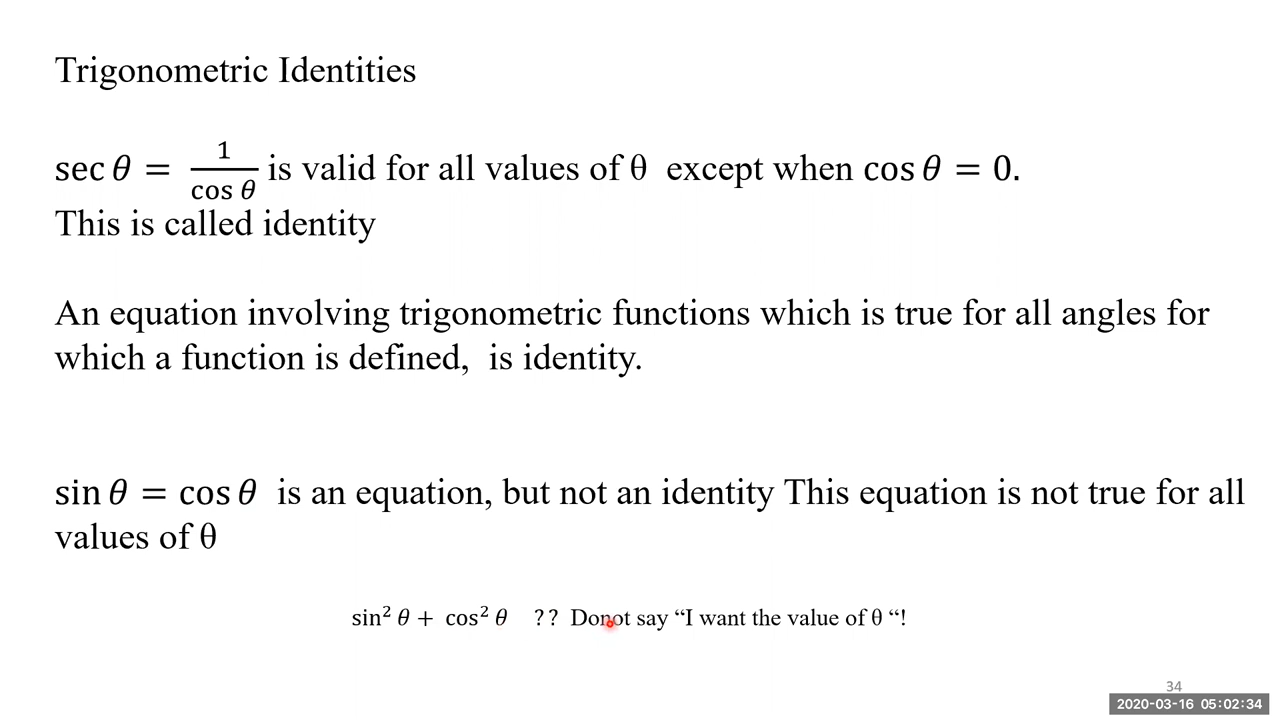 Trigonometric Identities
sec θ = 1/cos θ is valid for all values of θ except when cos θ = 0.
This is called identity
An equation involving trigonometric functions which is true for all angles for
which a function is defined, is identity.
sin θ = cos θ is an equation, but not an identity This equation is not true for all
values of θ
sin² θ + cos² θ ?? Donot say “I want the value of θ “!
34
2020-03-16 05:02:34